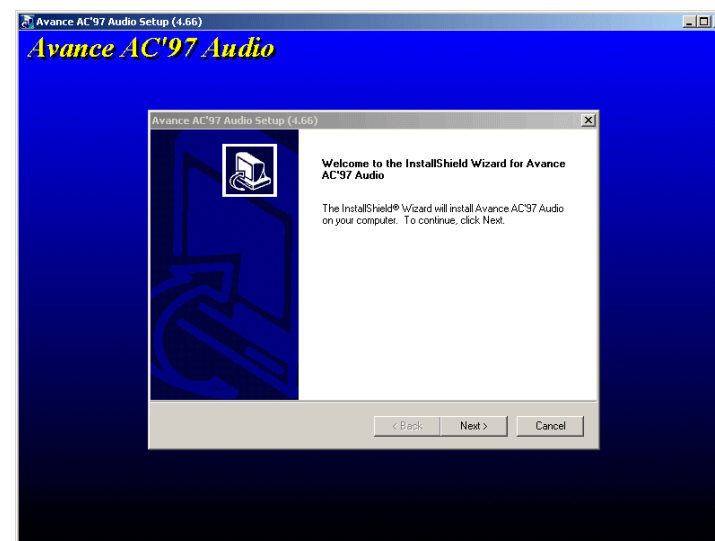 Avance AC'97 Audio Setup (4.66)
Avance AC'97 Audio
Avance AC'97 Audio Setup (4.66)
Welcome to the InstallShield Wizard for Avance
AC'97 Audio
The InstallShield® Wizard will install Avance AC'97 Audio
on your computer. To continue, click Next.
< Back Next > Cancel